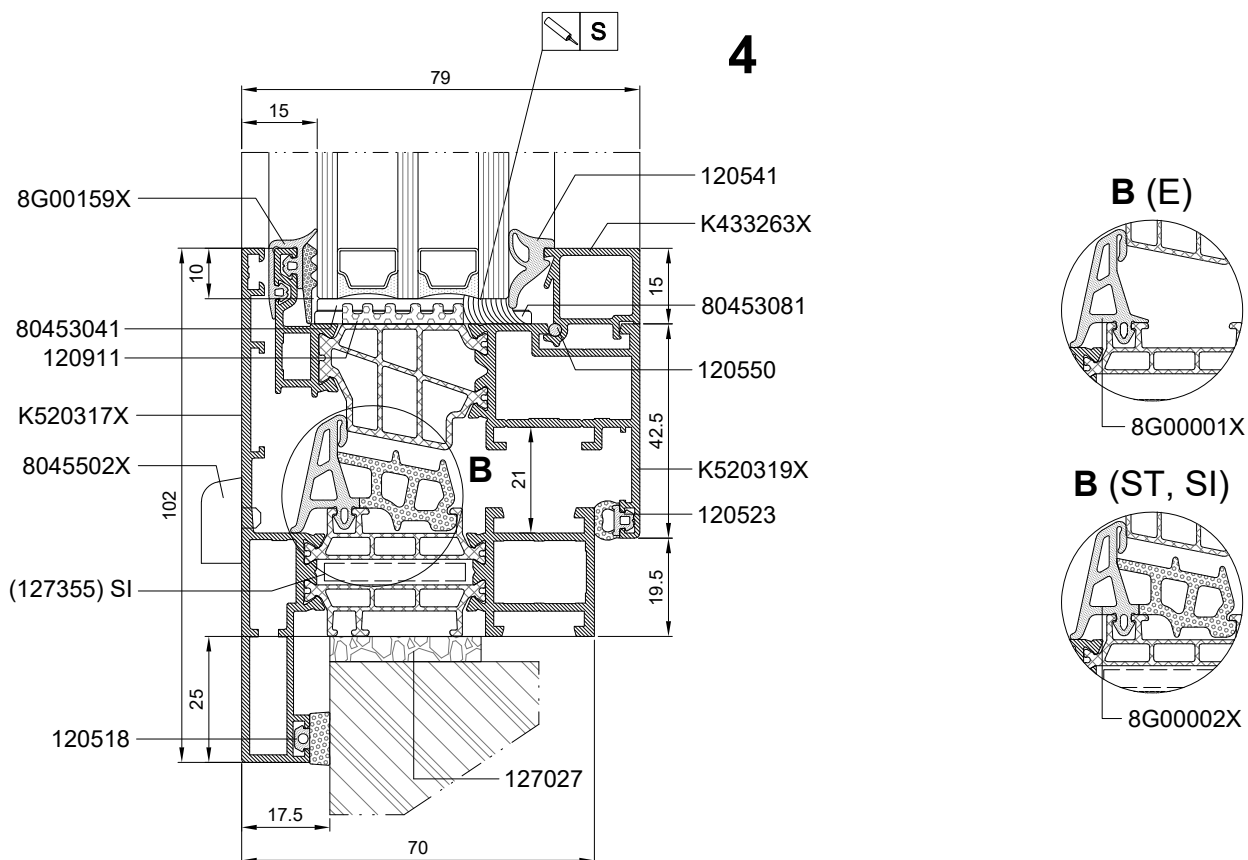 S
4
79
15
120541
8G00159X
K433263X
10
15
80453041
80453081
120911
120550
K520317X
42.5
8045502X
B
21
K520319X
102
120523
(127355) SI
19.5
25
120518
127027
17.5
70
B (E)
8G00001X
B (ST, SI)
8G00002X